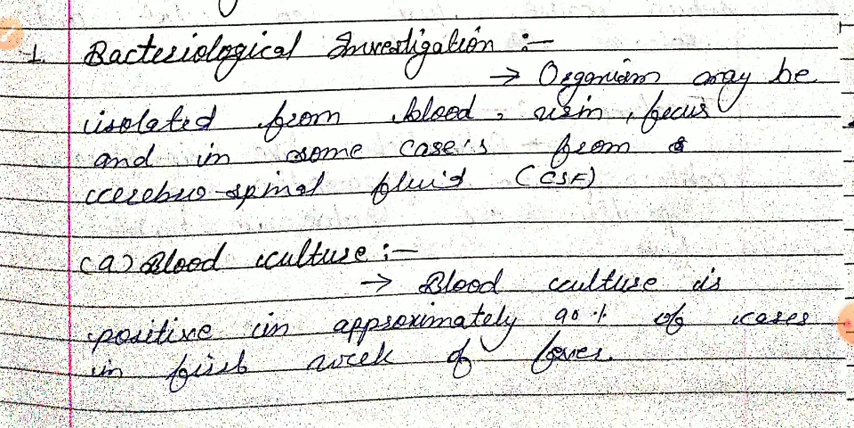 1. Bacteriological Investigation :-
→ Organism may be
isolated from blood, urin, fecus
and in some case's from
cerebro-spinal fluid (CSF)
(a) Blood culture :-
→ Blood culture is
positive in approximately 90 % of cases
in first week of fever.